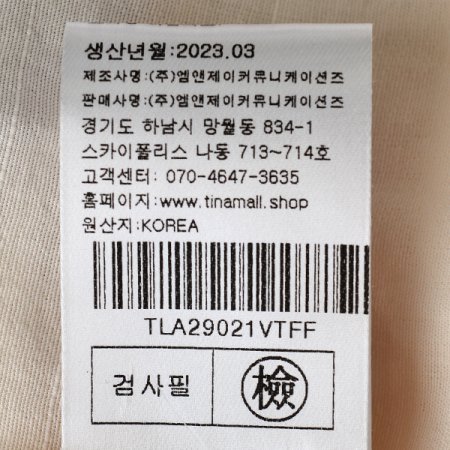 생산년월:2023.03
제조사명:(주)엠앤제이커뮤니케이션즈
판매사명:(주)엠앤제이커뮤니케이션즈
경기도 하남시 망월동 834-1
스카이폴리스 나동 713~714호
고객센터: 070-4647-3635
홈페이지:www.tinamall.shop
원산지:KOREA
TLA29021VTFF
검사필 檢